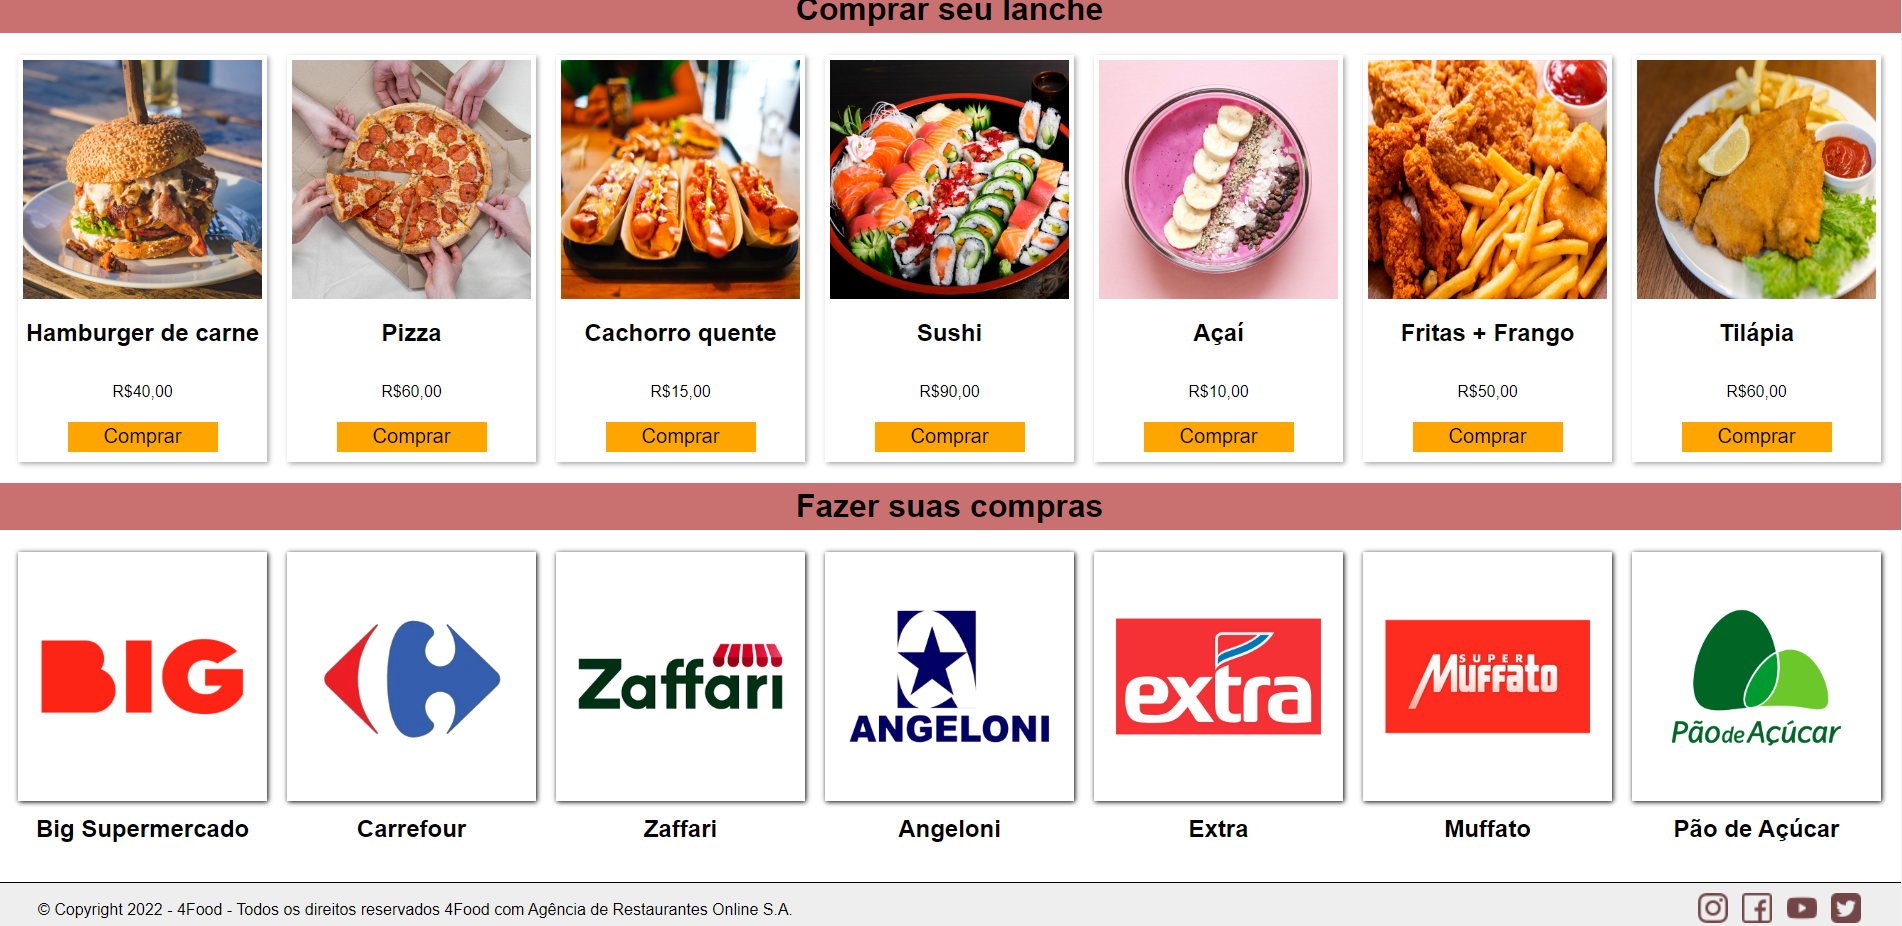 Comprar seu lanche
Hamburger de carne
Pizza
Cachorro quente
Sushi
Açaí
Fritas + Frango
Tilápia
R$40,00
R$60,00
R$15,00
R$90,00
R$10,00
R$50,00
R$60,00
Comprar
Comprar
Comprar
Comprar
Comprar
Comprar
Comprar
Fazer suas compras
BIG
Zaffari
ANGELONI
extra
SUPER
Muffato
Pão de Açúcar
Big Supermercado
Carrefour
Zaffari
Angeloni
Extra
Muffato
Pão de Açúcar
© Copyright 2022 - 4Food - Todos os direitos reservados 4Food com Agência de Restaurantes Online S.A.